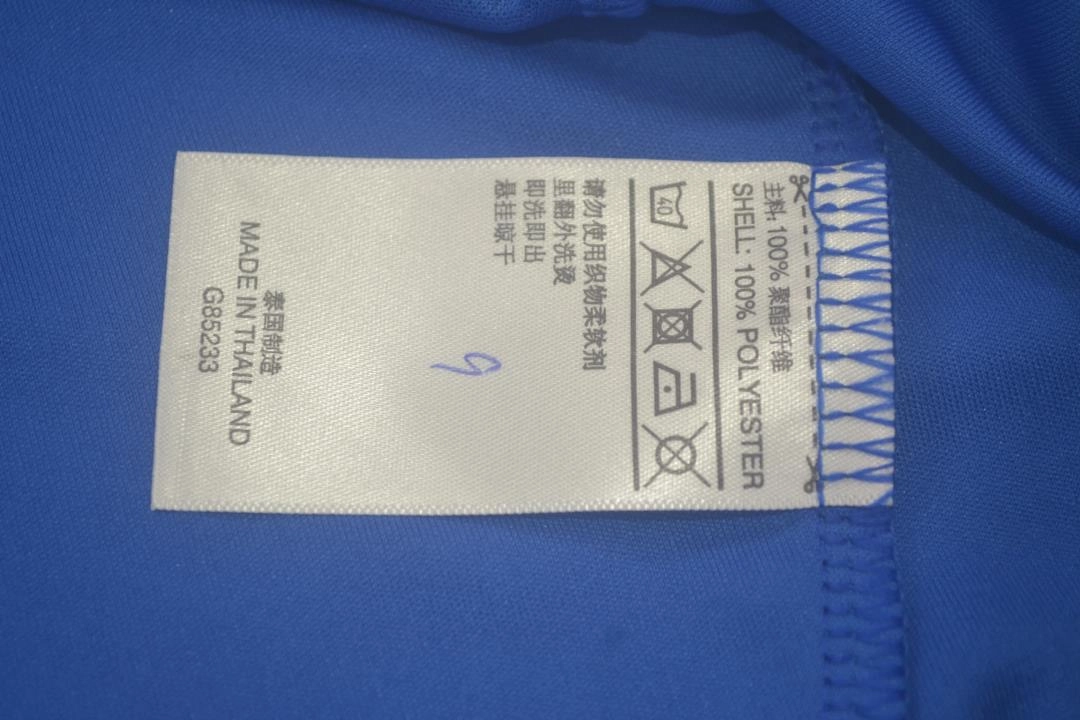 主料: 100% 聚酯纤维
SHELL: 100% POLYESTER
40
请勿使用织物柔软剂
里翻外洗烫
即洗即出
悬挂晾干
9
泰国制造
MADE IN THAILAND
G85233